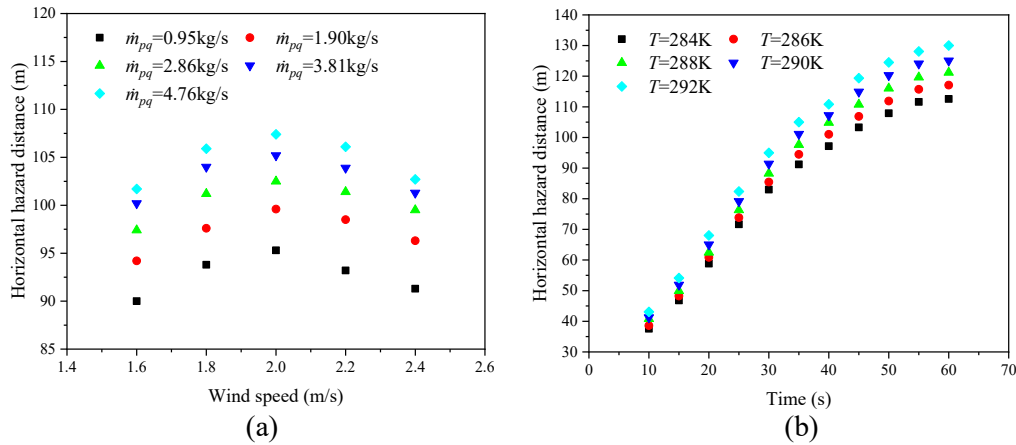 120
115
110
105
100
95
90
85
1.4 1.6 1.8 2.0 2.2 2.4 2.6
Horizontal hazard distance (m)
Wind speed (m/s)
ṁpq=0.95kg/s ṁpq=1.90kg/s
ṁpq=2.86kg/s ṁpq=3.81kg/s
ṁpq=4.76kg/s
(a)
140
130
120
110
100
90
80
70
60
50
40
30
0 10 20 30 40 50 60 70
Horizontal hazard distance (m)
Time (s)
T=284K T=286K
T=288K T=290K
T=292K
(b)